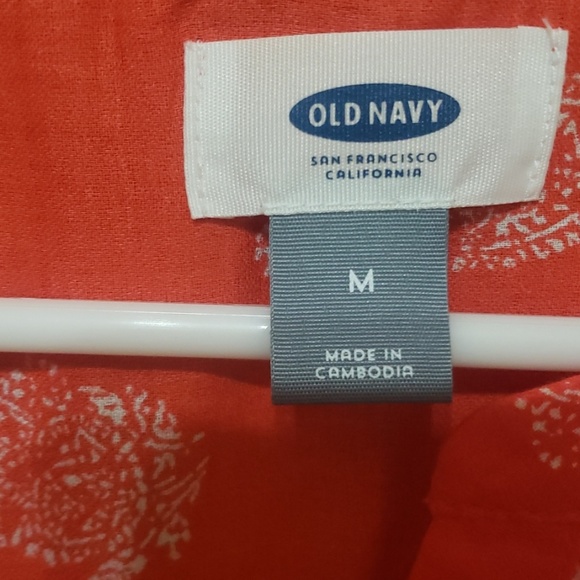 OLD NAVY
SAN FRANCISCO
CALIFORNIA
M
MADE IN
CAMBODIA